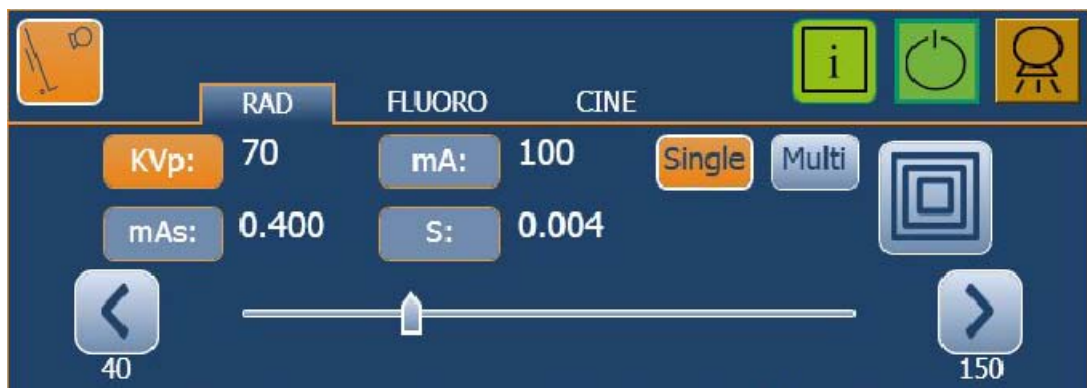 i
RAD FLUORO CINE
KVp: 70 mA: 100 Single Multi
mAs: 0.400 S: 0.004
40 150